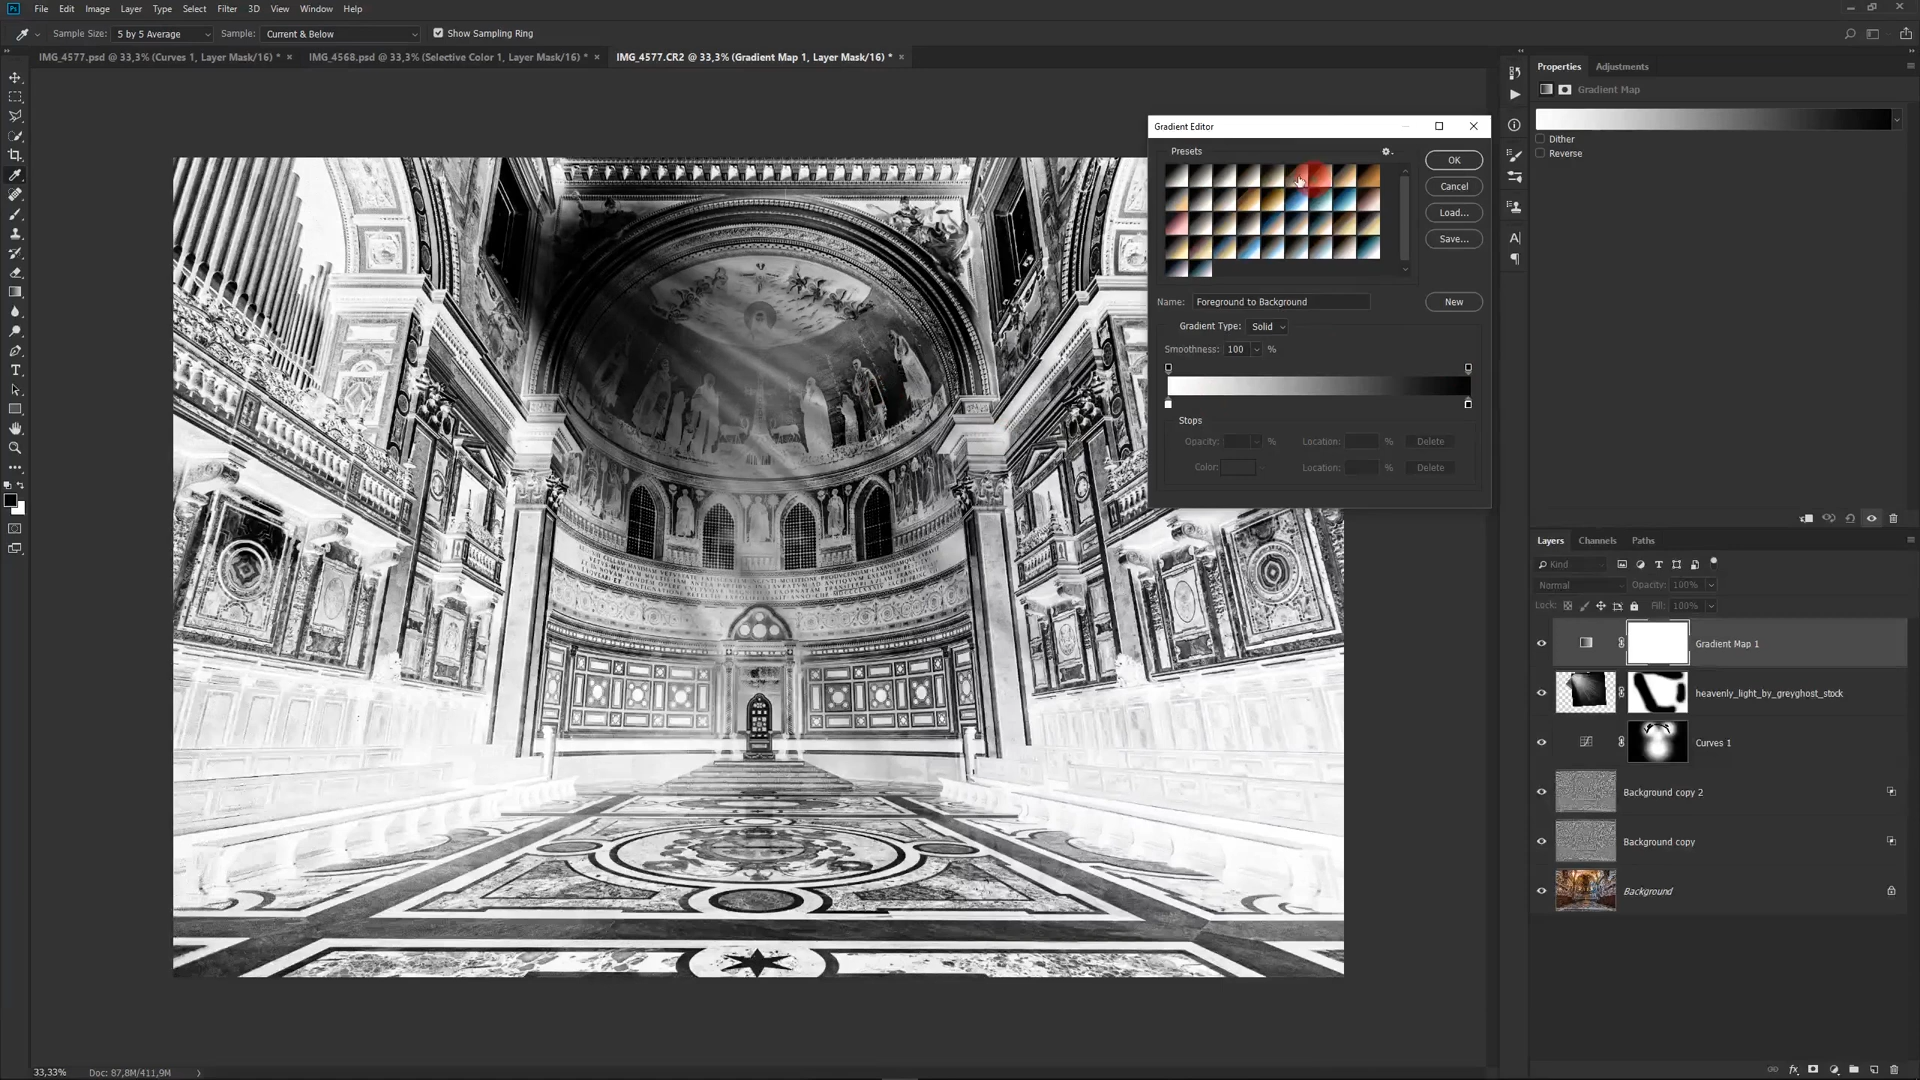 Ps File Edit Image Layer Type Select Filter 3D View Window Help
Sample Size: 5 by 5 Average Sample: Current & Below Show Sampling Ring
IMG_4577.psd @ 33,3% (Curves 1, Layer Mask/16) * × IMG_4568.psd @ 33,3% (Selective Color 1, Layer Mask/16) * × IMG_4577.CR2 @ 33,3% (Gradient Map 1, Layer Mask/16) * ×
Properties Adjustments
Gradient Map
Dither
Reverse
Gradient Editor
Presets
OK
Cancel
Load...
Save...
Name: Foreground to Background
New
Gradient Type: Solid
Smoothness: 100 %
Stops
Opacity: % Location: % Delete
Color: Location: % Delete
Layers Channels Paths
Kind
Normal Opacity: 100%
Lock: Fill: 100%
Gradient Map 1
heavenly_light_by_greyghost_stock
Curves 1
Background copy 2
Background copy
Background
33,33% Doc: 87,8M/411,9M